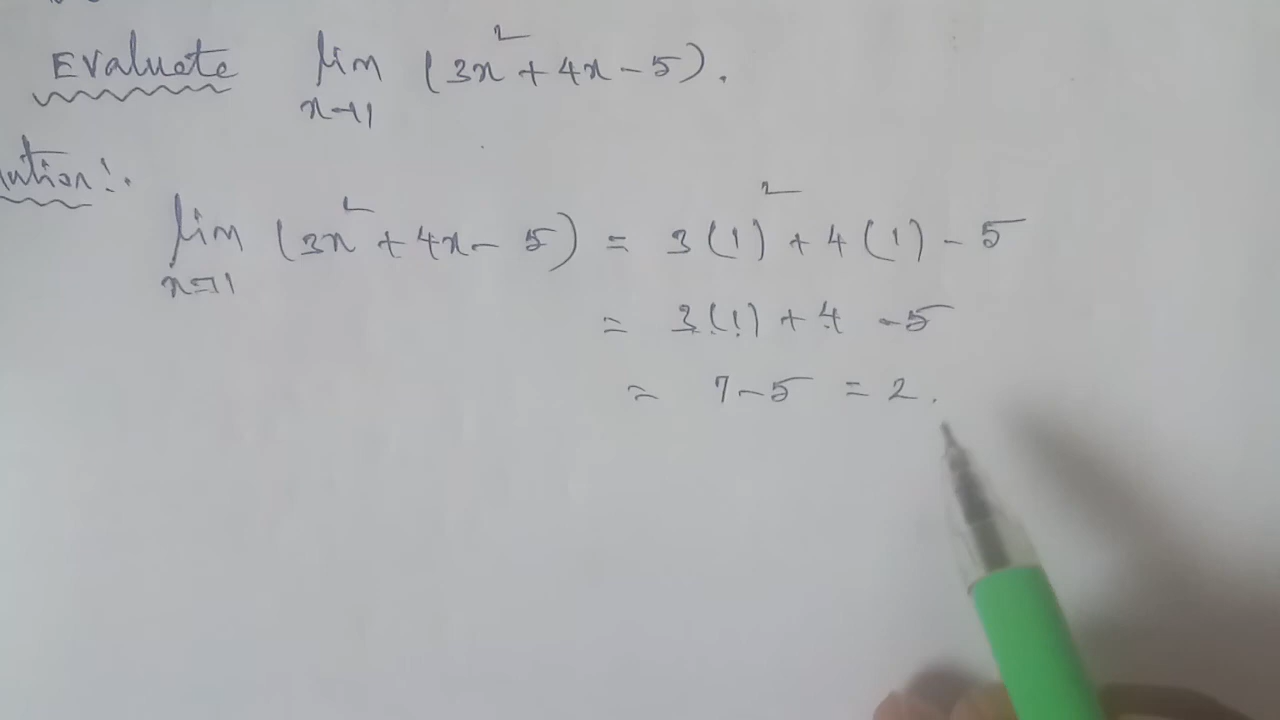 Evaluate lim x→1 (3x² + 4x - 5).
ution:
lim x→1 (3x² + 4x - 5) = 3(1)² + 4(1) - 5
= 3(1) + 4 - 5
= 7 - 5 = 2.